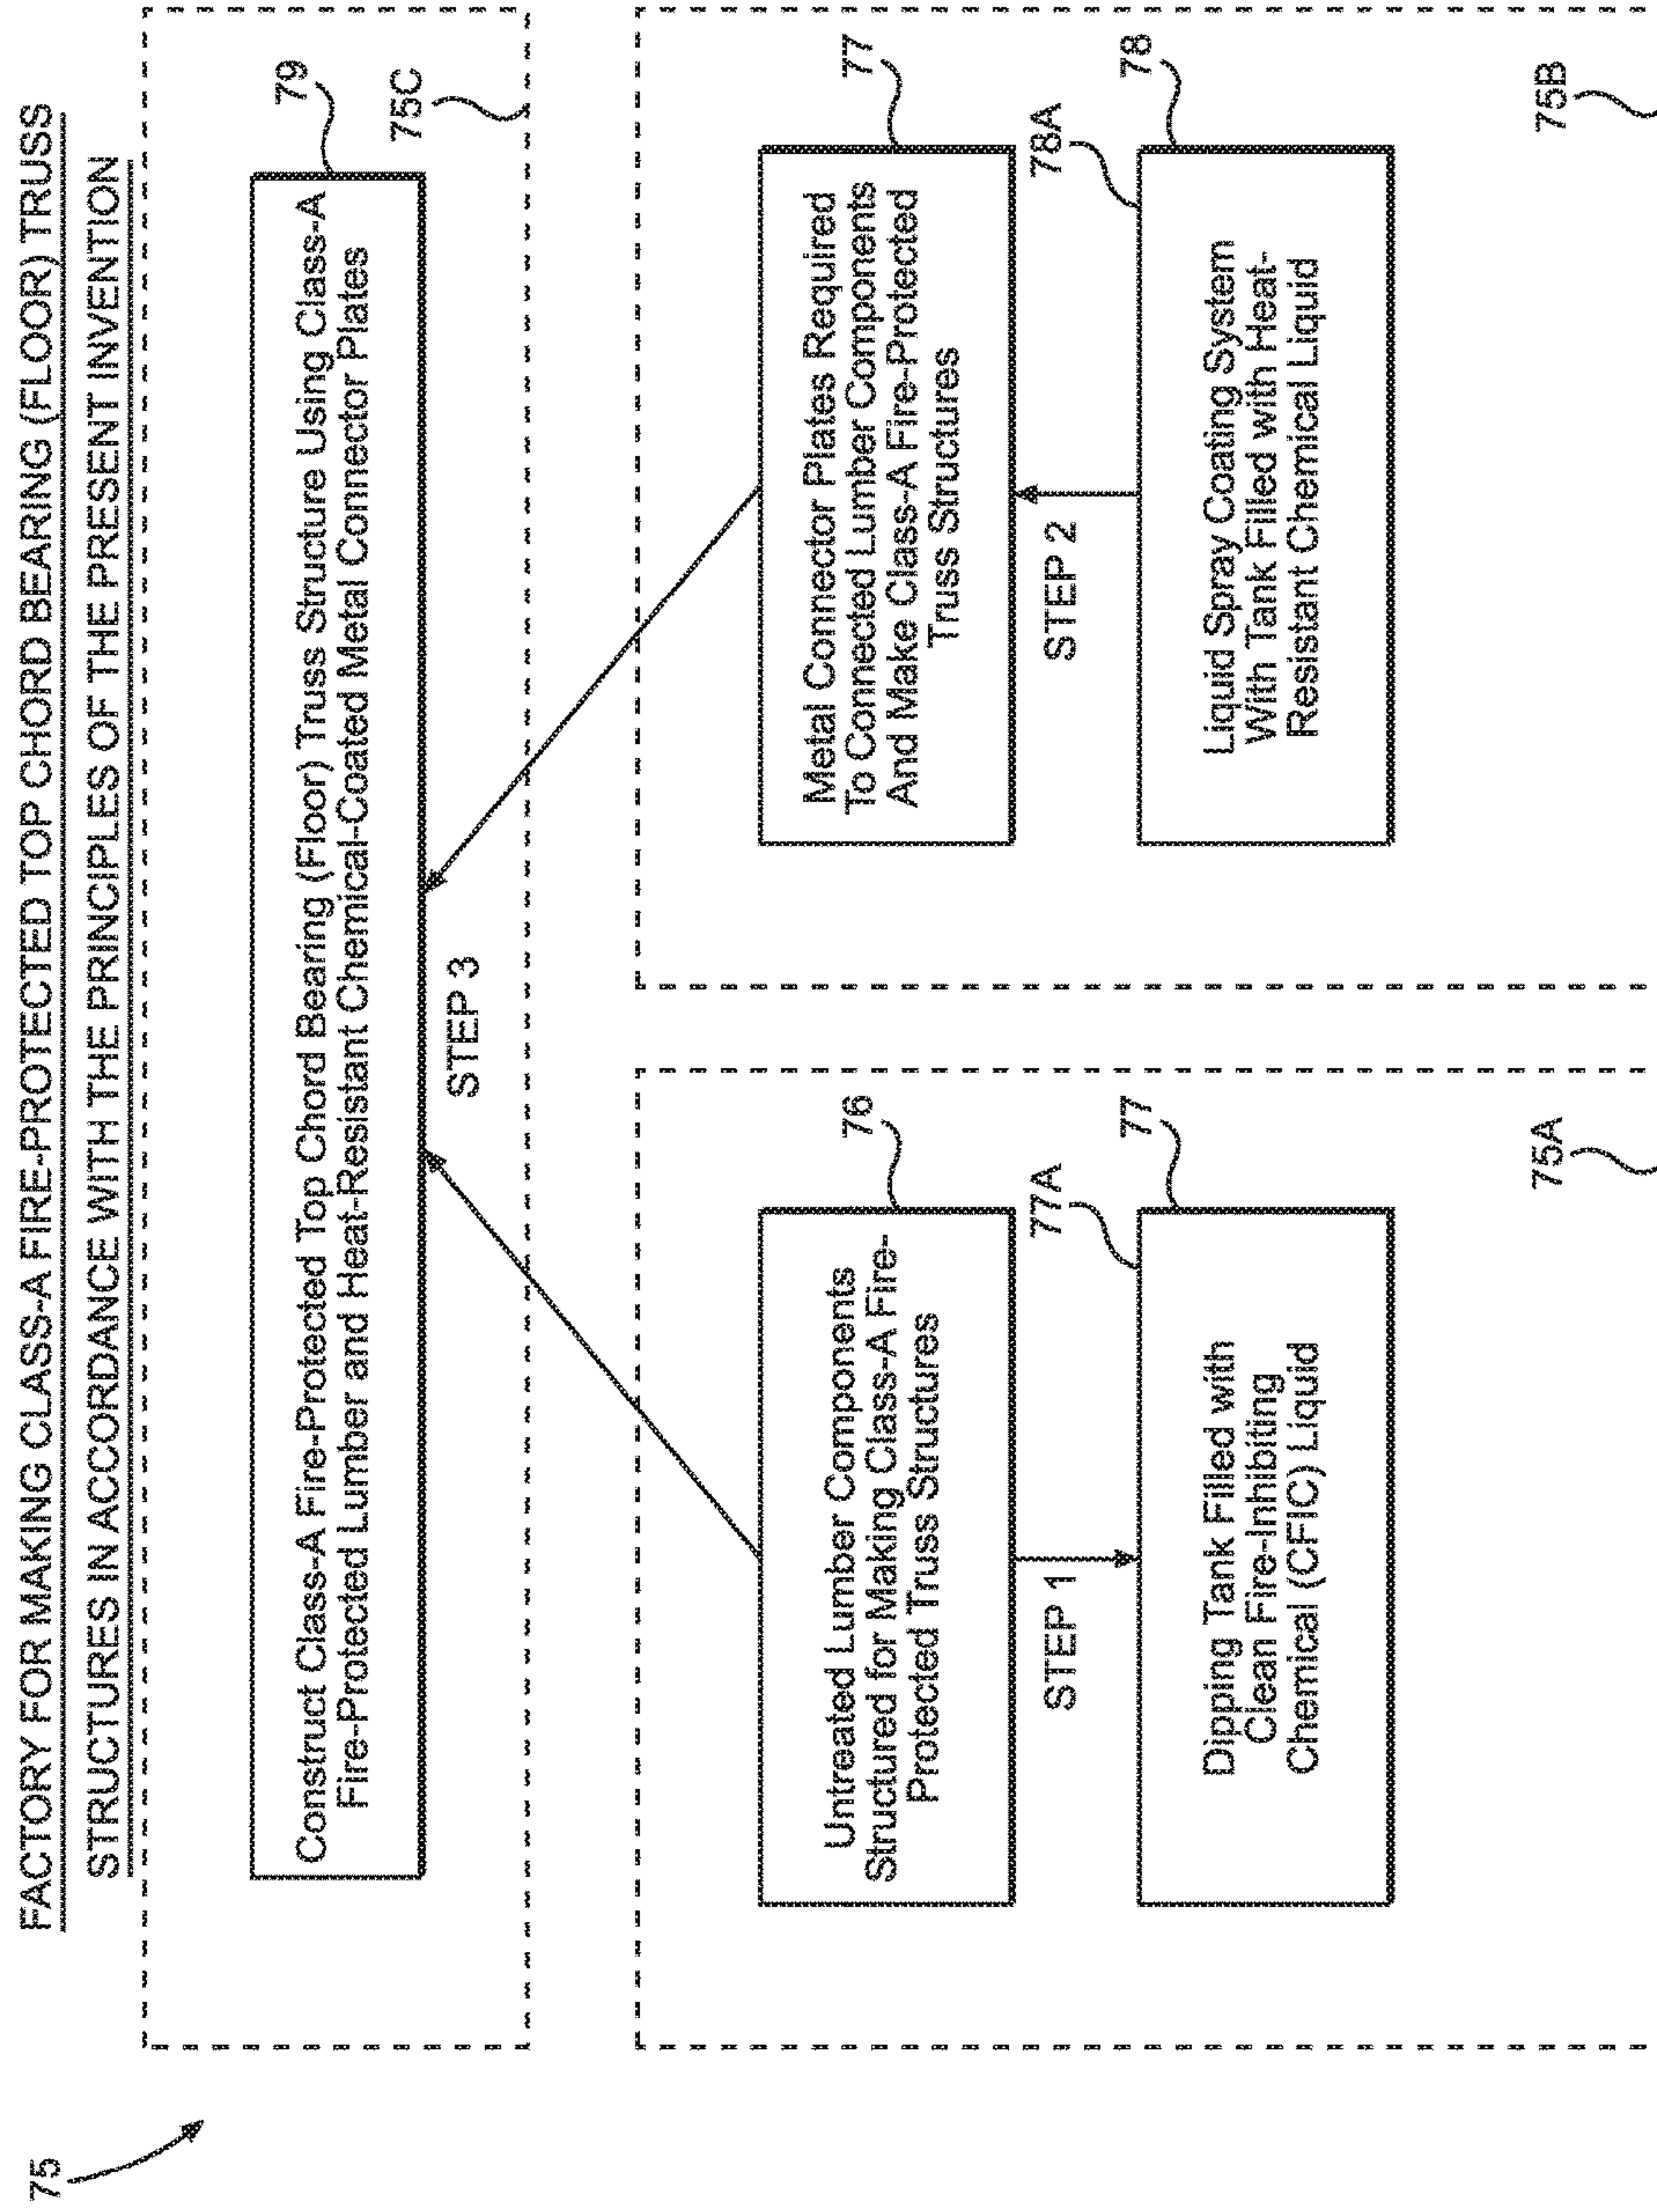 FACTORY FOR MAKING CLASS-A FIRE-PROTECTED TOP CHORD BEARING (FLOOR) TRUSS
STRUCTURES IN ACCORDANCE WITH THE PRINCIPLES OF THE PRESENT INVENTION
75
79
Construct Class-A Fire-Protected Top Chord Bearing (Floor) Truss Structure Using Class-A
Fire-Protected Lumber and Heat-Resistant Chemical-Coated Metal Connector Plates
75C
STEP 3
76
Untreated Lumber Components
Structured for Making Class-A Fire-
Protected Truss Structures
STEP 1
77A
77
Dipping Tank Filled with
Clean Fire-Inhibiting
Chemical (CFIC) Liquid
75A
77
Metal Connector Plates Required
To Connected Lumber Components
And Make Class-A Fire-Protected
Truss Structures
STEP 2
78A
78
Liquid Spray Coating System
With Tank Filled with Heat-
Resistant Chemical Liquid
75B